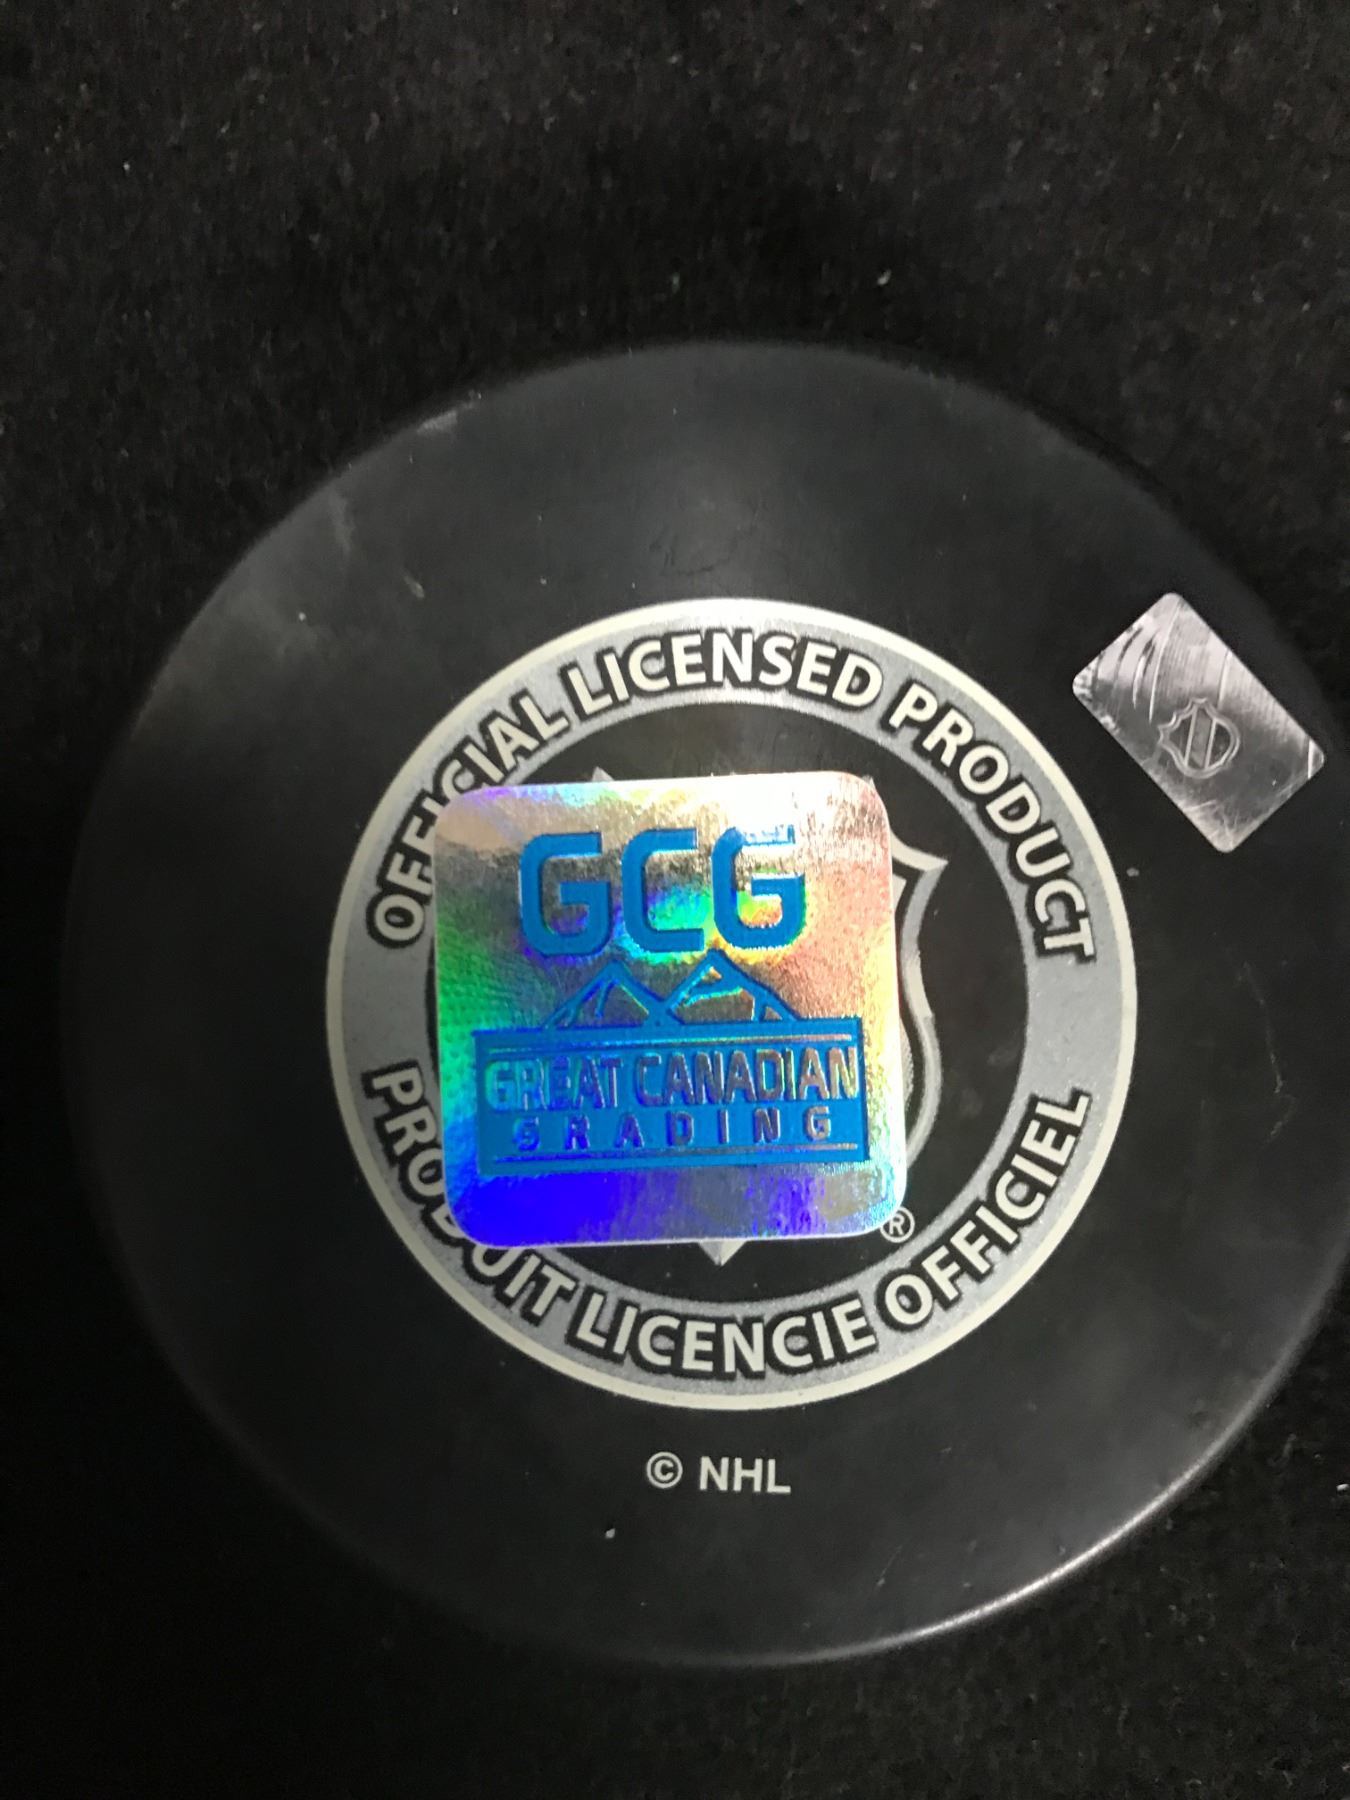 OFFICIAL LICENSED PRODUCT
GCG
GREAT CANADIAN
GRADING
®
PRODUIT LICENCIE OFFICIEL
© NHL